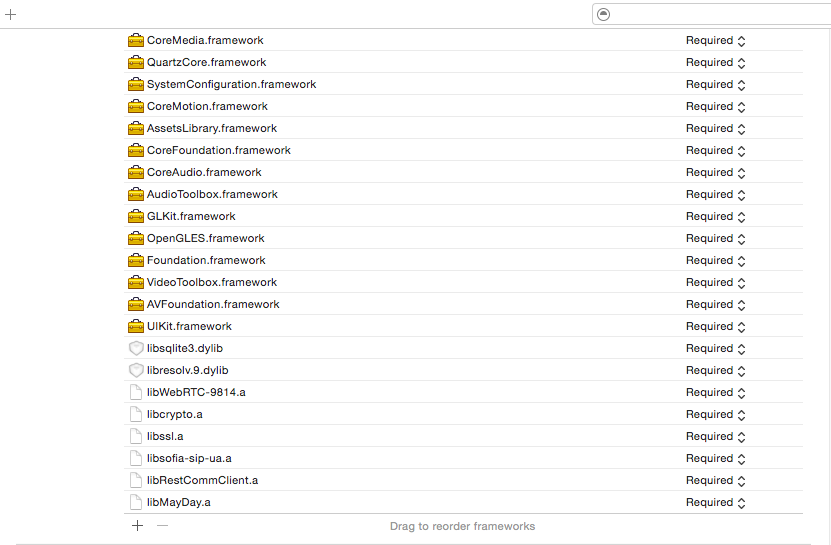 CoreMedia.framework Required
QuartzCore.framework Required
SystemConfiguration.framework Required
CoreMotion.framework Required
AssetsLibrary.framework Required
CoreFoundation.framework Required
CoreAudio.framework Required
AudioToolbox.framework Required
GLKit.framework Required
OpenGLES.framework Required
Foundation.framework Required
VideoToolbox.framework Required
AVFoundation.framework Required
UIKit.framework Required
libsqlite3.dylib Required
libresolv.9.dylib Required
libWebRTC-9814.a Required
libcrypto.a Required
libssl.a Required
libsofia-sip-ua.a Required
libRestCommClient.a Required
libMayDay.a Required
Drag to reorder frameworks